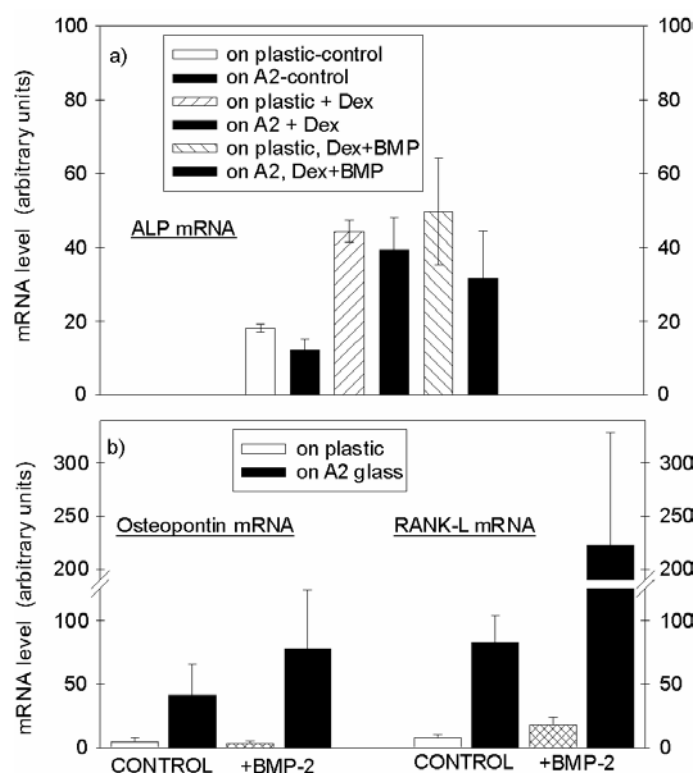 100 100
a)
on plastic-control
on A2-control
80 80
on plastic + Dex
on A2 + Dex
on plastic, Dex+BMP
60 on A2, Dex+BMP 60
ALP mRNA
40 40
20 20
0 0
mRNA level (arbitrary units)
b)
on plastic
on A2 glass
300 300
Osteopontin mRNA RANK-L mRNA
250 250
200 200
100 100
50 50
0 0
mRNA level (arbitrary units)
CONTROL +BMP-2 CONTROL +BMP-2